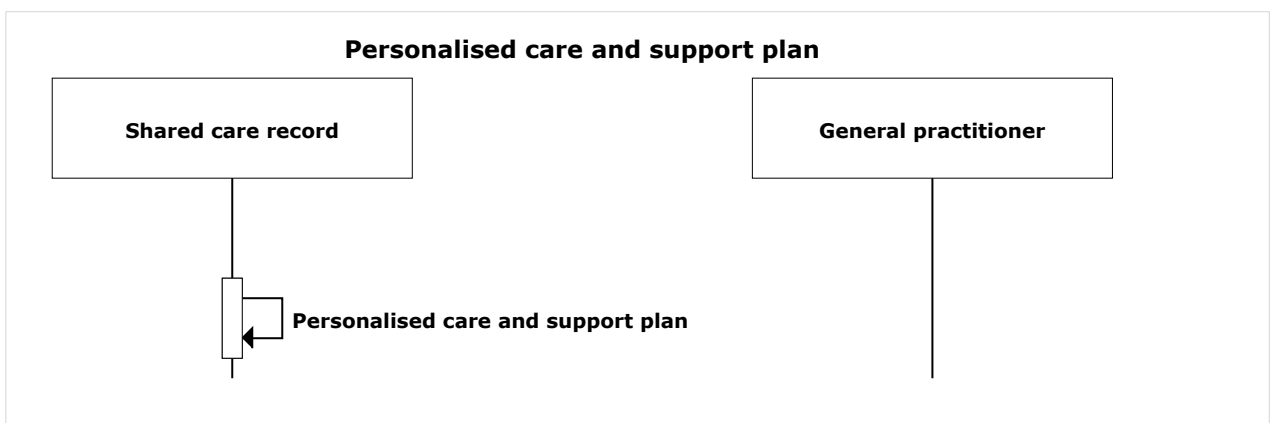 Personalised care and support plan
Shared care record
General practitioner
Personalised care and support plan